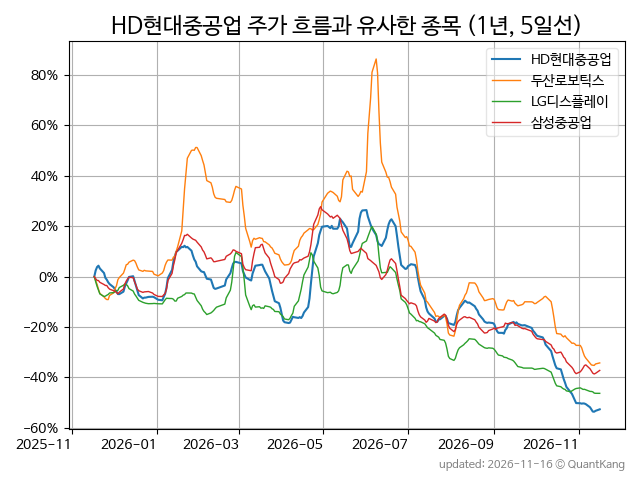 HD현대중공업 주가 흐름과 유사한 종목 (1년, 5일선)
HD현대중공업
두산로보틱스
LG디스플레이
삼성중공업
80%
60%
40%
20%
0%
−20%
−40%
−60%
2025-11
2026-01
2026-03
2026-05
2026-07
2026-09
2026-11
updated: 2026-11-16 © QuantKang